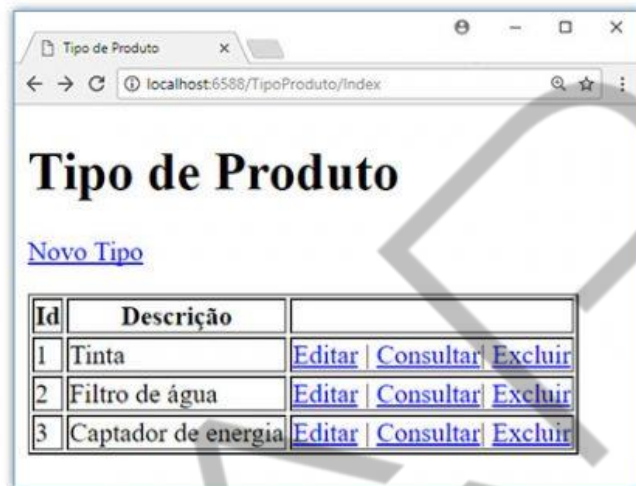 Tipo de Produto
localhost:6588/TipoProduto/Index
Tipo de Produto
Novo Tipo
Id Descrição
1 Tinta Editar | Consultar| Excluir
2 Filtro de água Editar | Consultar| Excluir
3 Captador de energia Editar | Consultar| Excluir